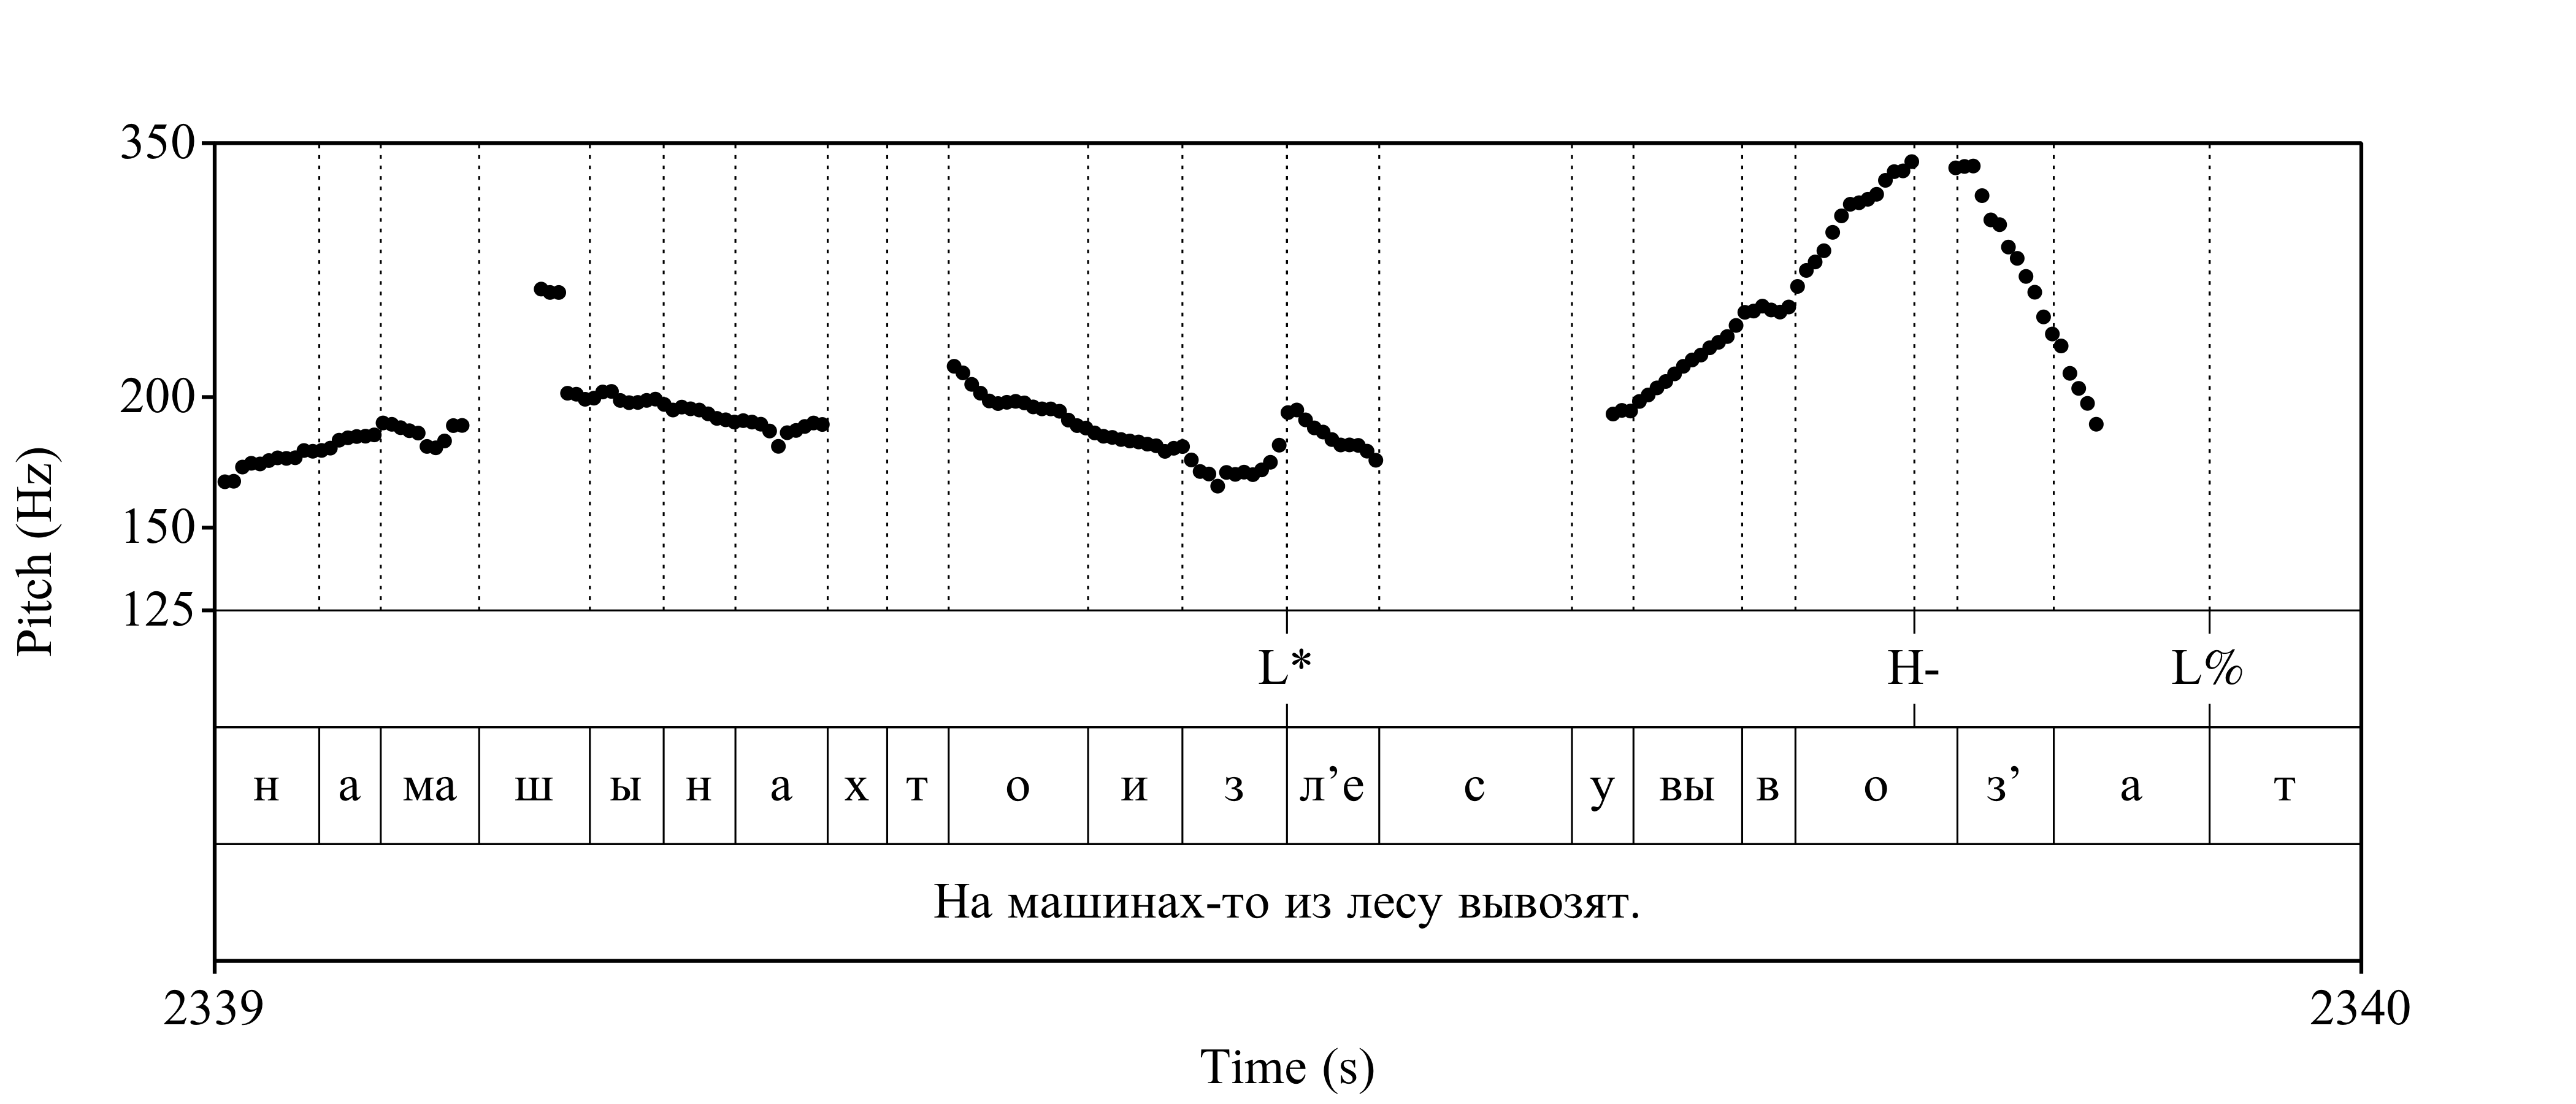 350
200
150
125
Pitch (Hz)
L* H- L%
н а ма ш ы н а х т о и з л’е с у вы в о з’ а т
На машинах-то из лесу вывозят.
2339 2340
Time (s)